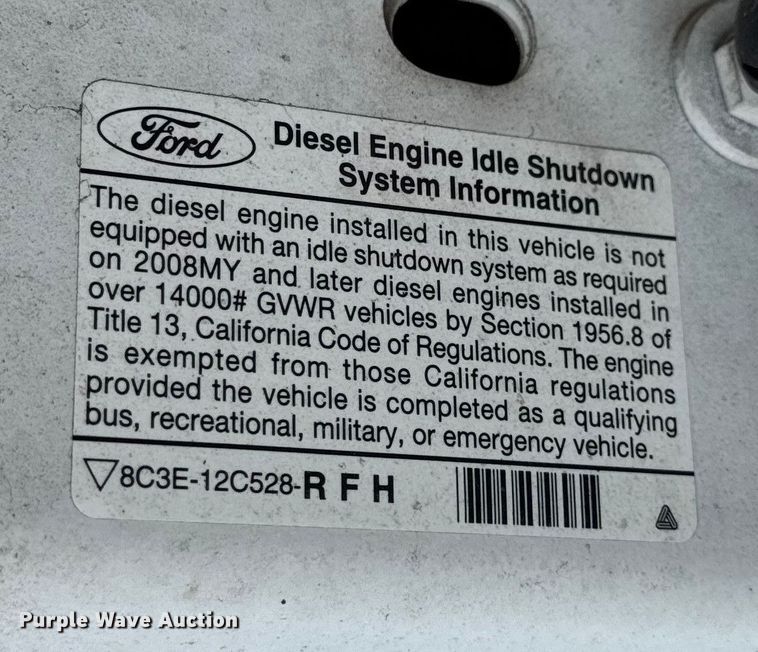 Ford
Diesel Engine Idle Shutdown
System Information
The diesel engine installed in this vehicle is not
equipped with an idle shutdown system as required
on 2008MY and later diesel engines installed in
over 14000# GVWR vehicles by Section 1956.8 of
Title 13, California Code of Regulations. The engine
is exempted from those California regulations
provided the vehicle is completed as a qualifying
bus, recreational, military, or emergency vehicle.
8C3E-12C528-R F H
Purple Wave Auction